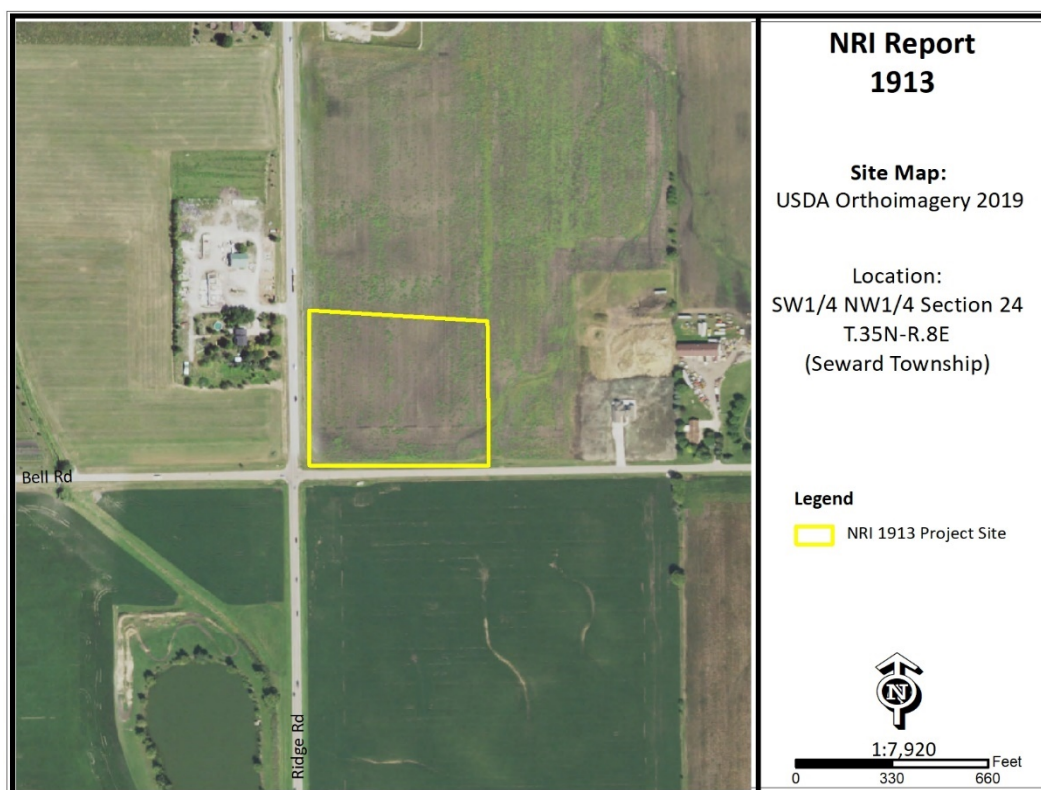 NRI Report
1913
Site Map:
USDA Orthoimagery 2019
Location:
SW1/4 NW1/4 Section 24
T.35N-R.8E
(Seward Township)
Bell Rd
Ridge Rd
Legend
NRI 1913 Project Site
N
1:7,920
Feet
0 330 660